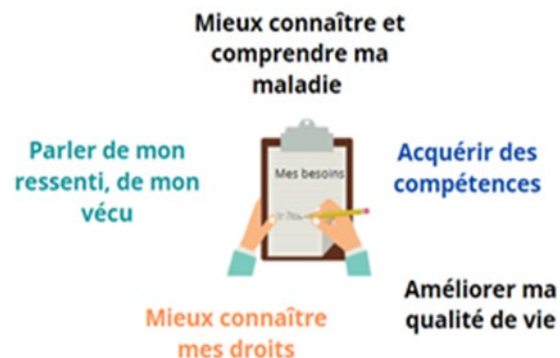 Mieux connaître et
comprendre ma
maladie
Parler de mon
ressenti, de mon
vécu
Mes besoins
Acquérir des
compétences
Améliorer ma
qualité de vie
Mieux connaître
mes droits